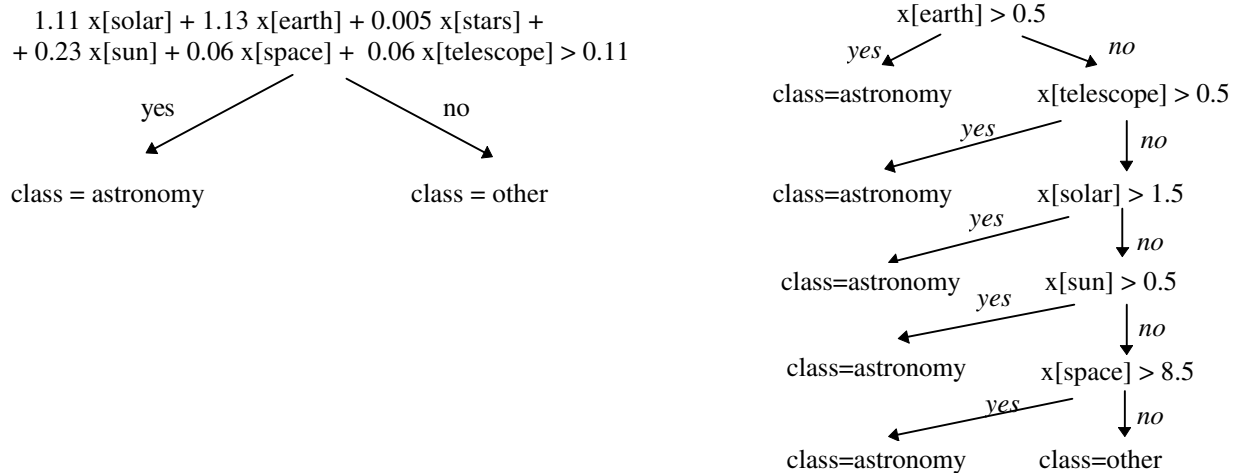 1.11 x[solar] + 1.13 x[earth] + 0.005 x[stars] +
+ 0.23 x[sun] + 0.06 x[space] + 0.06 x[telescope] > 0.11
yes
no
class = astronomy
class = other
x[earth] > 0.5
yes
no
class=astronomy
x[telescope] > 0.5
yes
no
class=astronomy
x[solar] > 1.5
yes
no
class=astronomy
x[sun] > 0.5
yes
no
class=astronomy
x[space] > 8.5
yes
no
class=astronomy
class=other